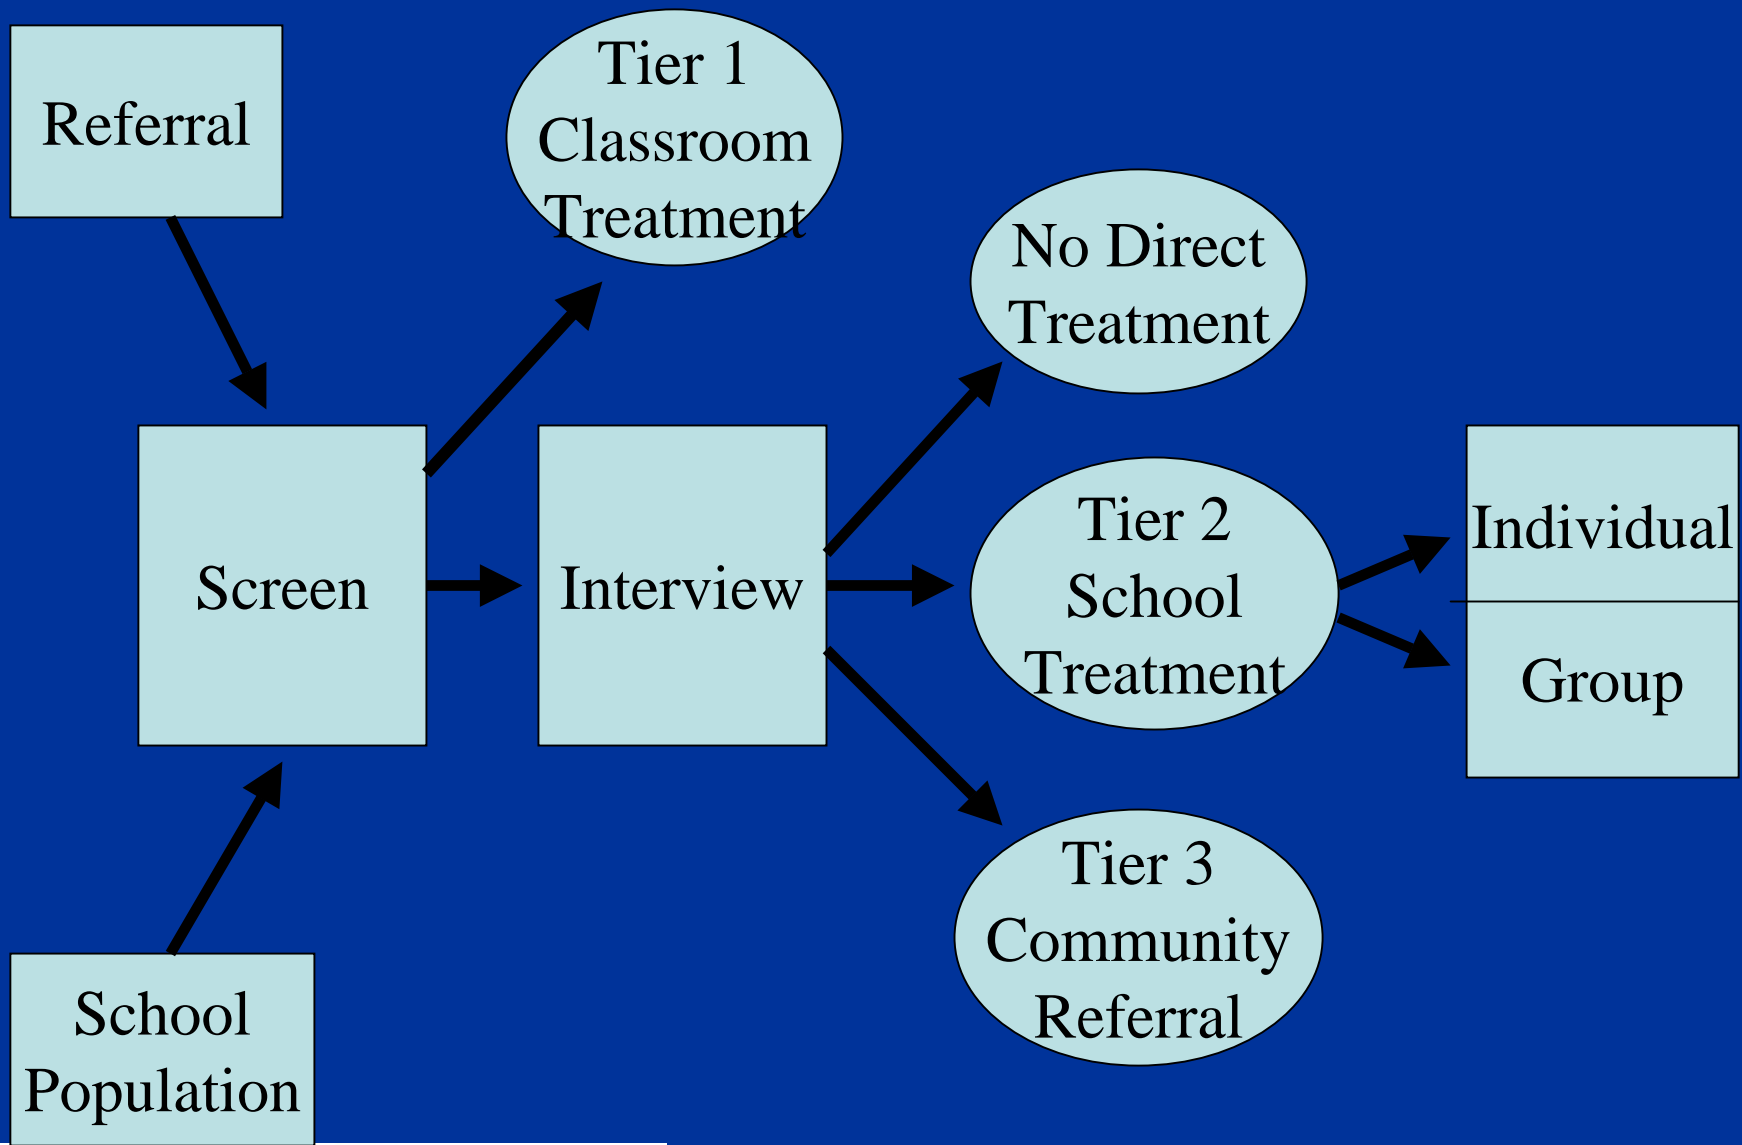 Referral
Tier 1
Classroom
Treatment
No Direct
Treatment
Screen
Interview
Tier 2
School
Treatment
Individual
Group
Tier 3
Community
Referral
School
Population